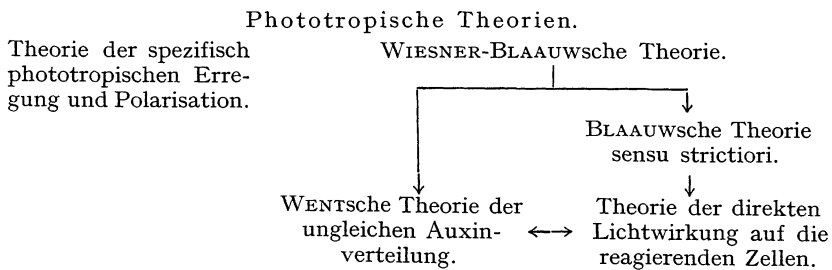 Phototropische Theorien.
Theorie der spezifisch
phototropischen Erre-
gung und Polarisation.
WIESNER-BLAAUWsche Theorie.
BLAAUWsche Theorie
sensu strictiori.
WENTsche Theorie der
ungleichen Auxin-
verteilung.
Theorie der direkten
Lichtwirkung auf die
reagierenden Zellen.